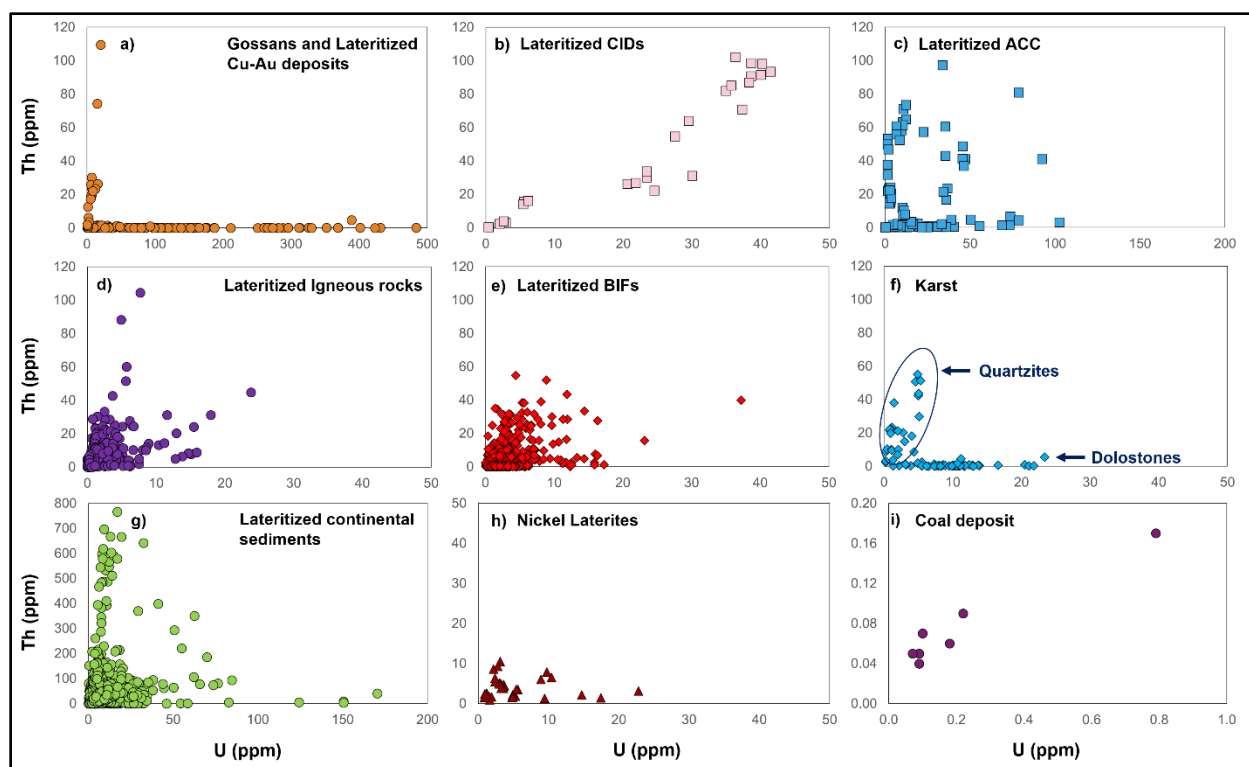 a) Gossans and Lateritized
Cu-Au deposits
Th (ppm)
120
100
80
60
40
20
0
0 100 200 300 400 500
b) Lateritized CIDs
120
100
80
60
40
20
0
0 10 20 30 40 50
c) Lateritized ACC
120
100
80
60
40
20
0
0 50 100 150 200
d) Lateritized Igneous rocks
Th (ppm)
120
100
80
60
40
20
0
0 10 20 30 40 50
e) Lateritized BIFs
120
100
80
60
40
20
0
0 10 20 30 40 50
f) Karst
Quartzites
Dolostones
120
100
80
60
40
20
0
0 10 20 30 40 50
g) Lateritized continental
sediments
Th (ppm)
800
700
600
500
400
300
200
100
0
0 50 100 150 200
U (ppm)
h) Nickel Laterites
50
40
30
20
10
0
0 10 20 30 40 50
U (ppm)
i) Coal deposit
0.20
0.16
0.12
0.08
0.04
0.00
0.0 0.2 0.4 0.6 0.8 1.0
U (ppm)